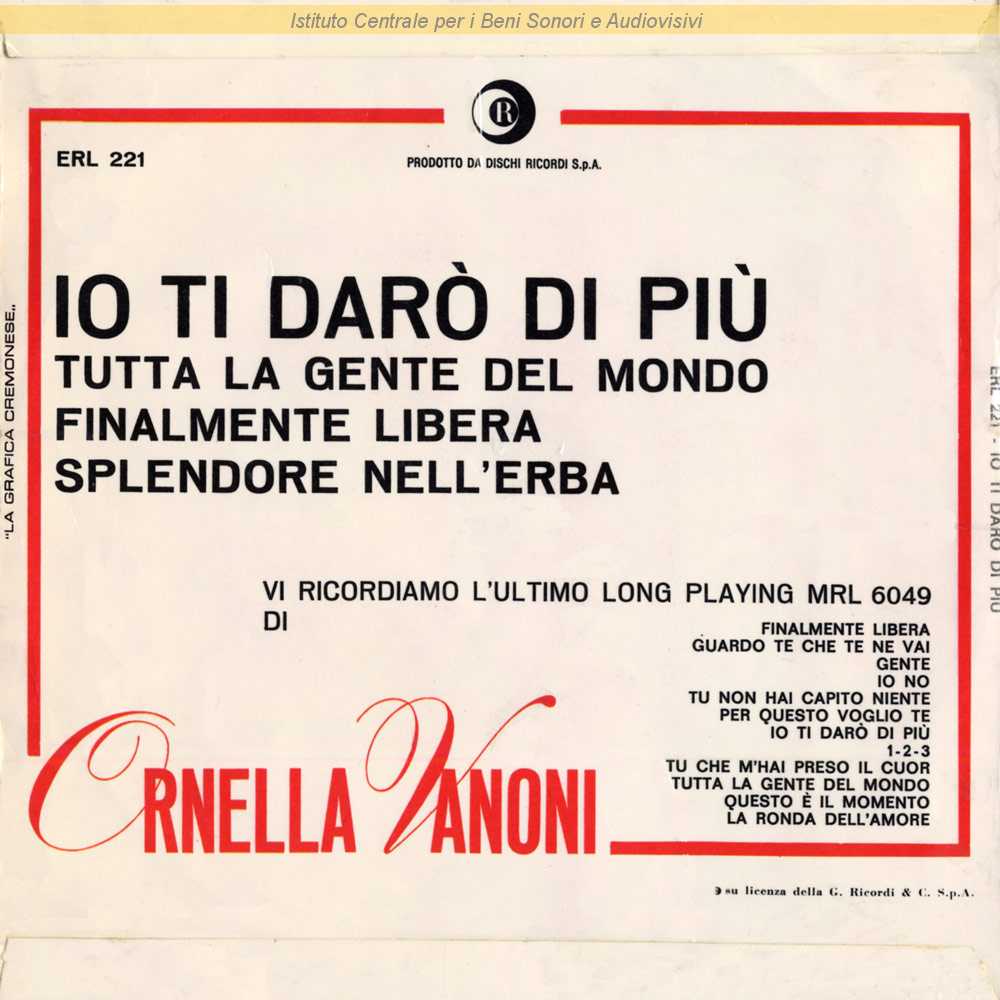 Istituto Centrale per i Beni Sonori e Audiovisivi
R
ERL 221
PRODOTTO DA DISCHI RICORDI S.p.A.
IO TI DARÒ DI PIÙ
TUTTA LA GENTE DEL MONDO
FINALMENTE LIBERA
SPLENDORE NELL'ERBA
"LA GRAFICA CREMONESE„
ERL 221 - IO TI DARÒ DI PIÙ
VI RICORDIAMO L'ULTIMO LONG PLAYING MRL 6049
DI
FINALMENTE LIBERA
GUARDO TE CHE TE NE VAI
GENTE
IO NO
TU NON HAI CAPITO NIENTE
PER QUESTO VOGLIO TE
IO TI DARÒ DI PIÙ
1-2-3
TU CHE M'HAI PRESO IL CUOR
TUTTA LA GENTE DEL MONDO
QUESTO È IL MOMENTO
LA RONDA DELL'AMORE
ORNELLA VANONI
su licenza della G. Ricordi & C. S.p.A.